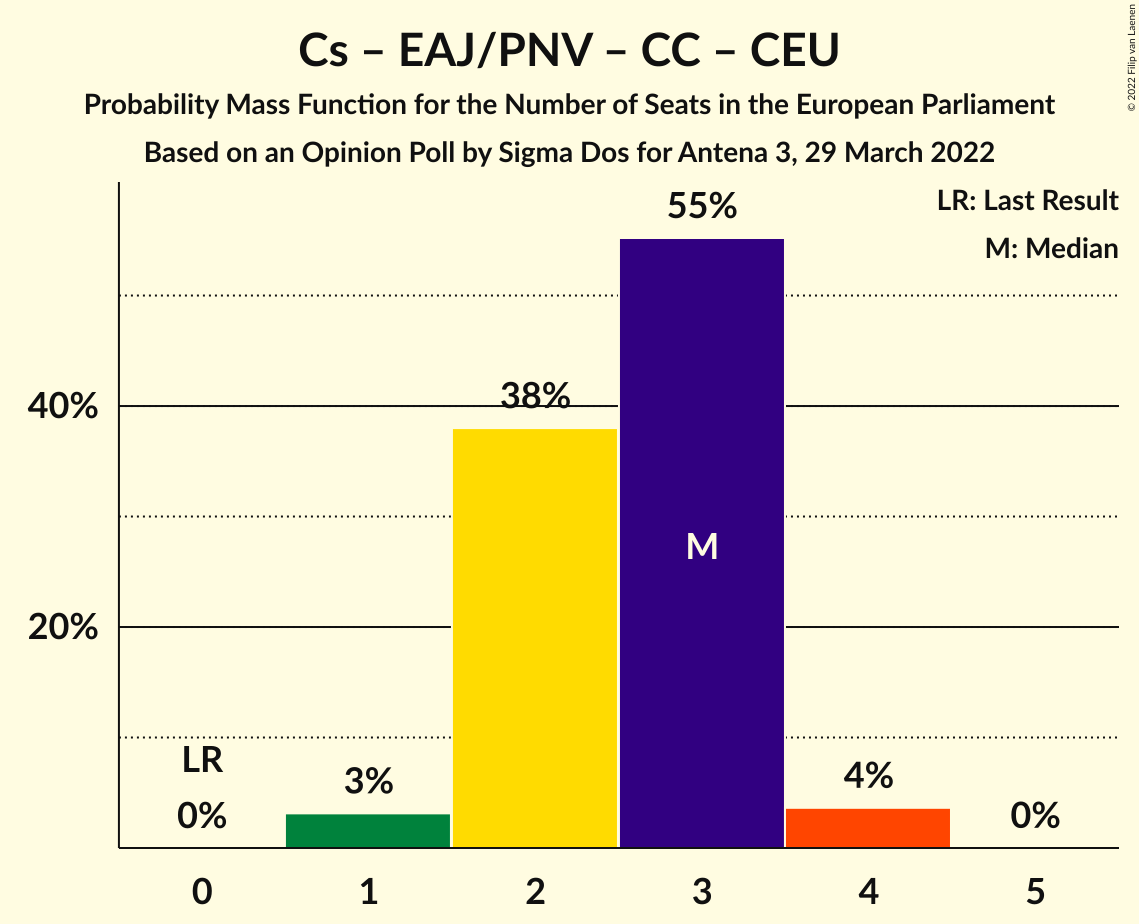 Cs – EAJ/PNV – CC – CEU
Probability Mass Function for the Number of Seats in the European Parliament
Based on an Opinion Poll by Sigma Dos for Antena 3, 29 March 2022
© 2022 Filip van Laenen
LR: Last Result
M: Median
55%
40%
38%
M
20%
LR
0%
3%
4%
0%
0 1 2 3 4 5